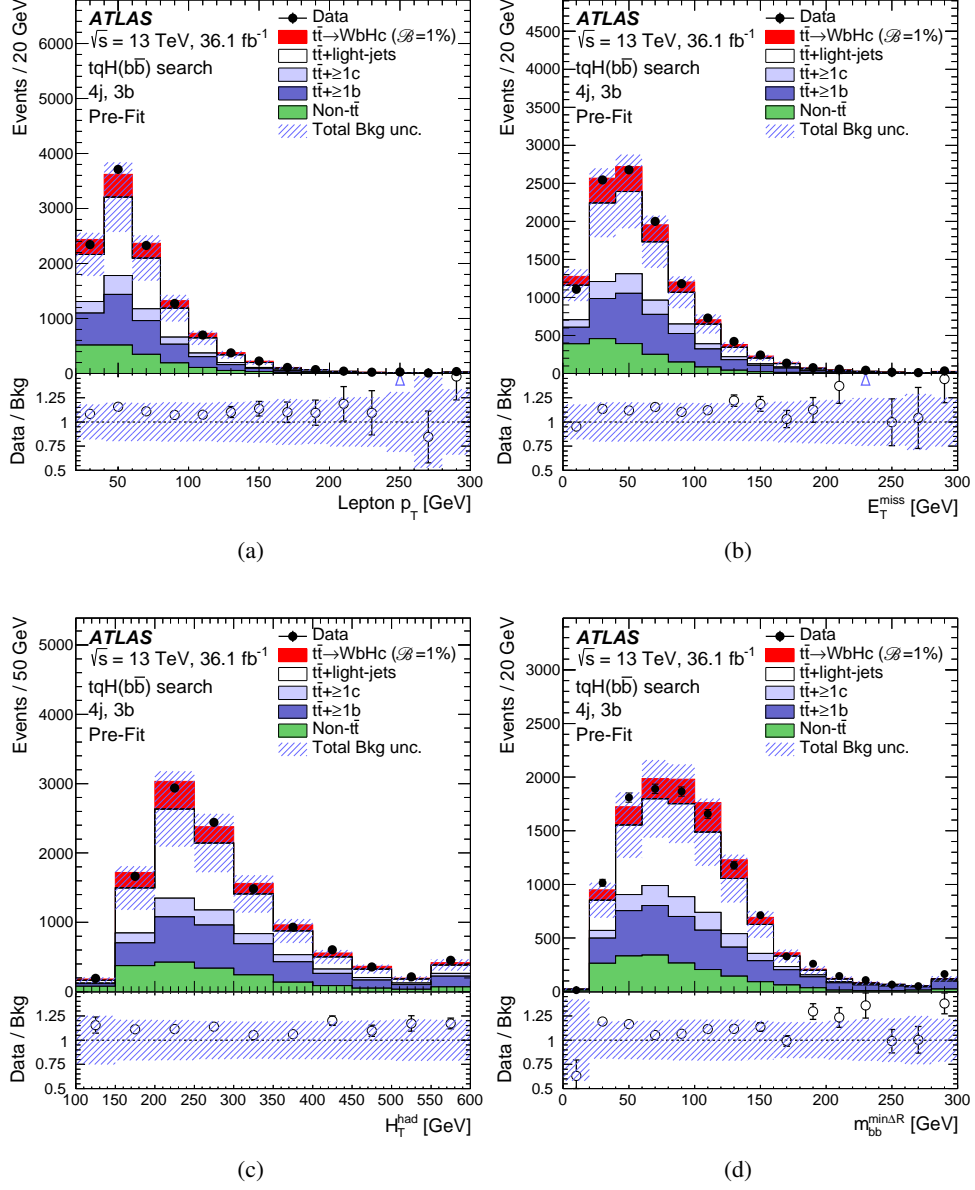 Events / 20 GeV
6000
5000
4000
3000
2000
1000
0
ATLAS
√s = 13 TeV, 36.1 fb⁻¹
tqH(bb̅) search
4j, 3b
Pre-Fit
Data
tt̅→WbHc (ℬ=1%)
tt̅+light-jets
tt̅+≥1c
tt̅+≥1b
Non-tt̅
Total Bkg unc.
Data / Bkg
1.25
1
0.75
0.5
50 100 150 200 250 300
Lepton p_T [GeV]
(a)
Events / 20 GeV
4500
4000
3500
3000
2500
2000
1500
1000
500
0
ATLAS
√s = 13 TeV, 36.1 fb⁻¹
tqH(bb̅) search
4j, 3b
Pre-Fit
Data
tt̅→WbHc (ℬ=1%)
tt̅+light-jets
tt̅+≥1c
tt̅+≥1b
Non-tt̅
Total Bkg unc.
Data / Bkg
1.25
1
0.75
0.5
0 50 100 150 200 250 300
E_T^miss [GeV]
(b)
Events / 50 GeV
5000
4000
3000
2000
1000
0
ATLAS
√s = 13 TeV, 36.1 fb⁻¹
tqH(bb̅) search
4j, 3b
Pre-Fit
Data
tt̅→WbHc (ℬ=1%)
tt̅+light-jets
tt̅+≥1c
tt̅+≥1b
Non-tt̅
Total Bkg unc.
Data / Bkg
1.25
1
0.75
0.5
100 150 200 250 300 350 400 450 500 550 600
H_T^had [GeV]
(c)
Events / 20 GeV
3000
2500
2000
1500
1000
500
0
ATLAS
√s = 13 TeV, 36.1 fb⁻¹
tqH(bb̅) search
4j, 3b
Pre-Fit
Data
tt̅→WbHc (ℬ=1%)
tt̅+light-jets
tt̅+≥1c
tt̅+≥1b
Non-tt̅
Total Bkg unc.
Data / Bkg
1.25
1
0.75
0.5
0 50 100 150 200 250 300
m_bb^minΔR [GeV]
(d)